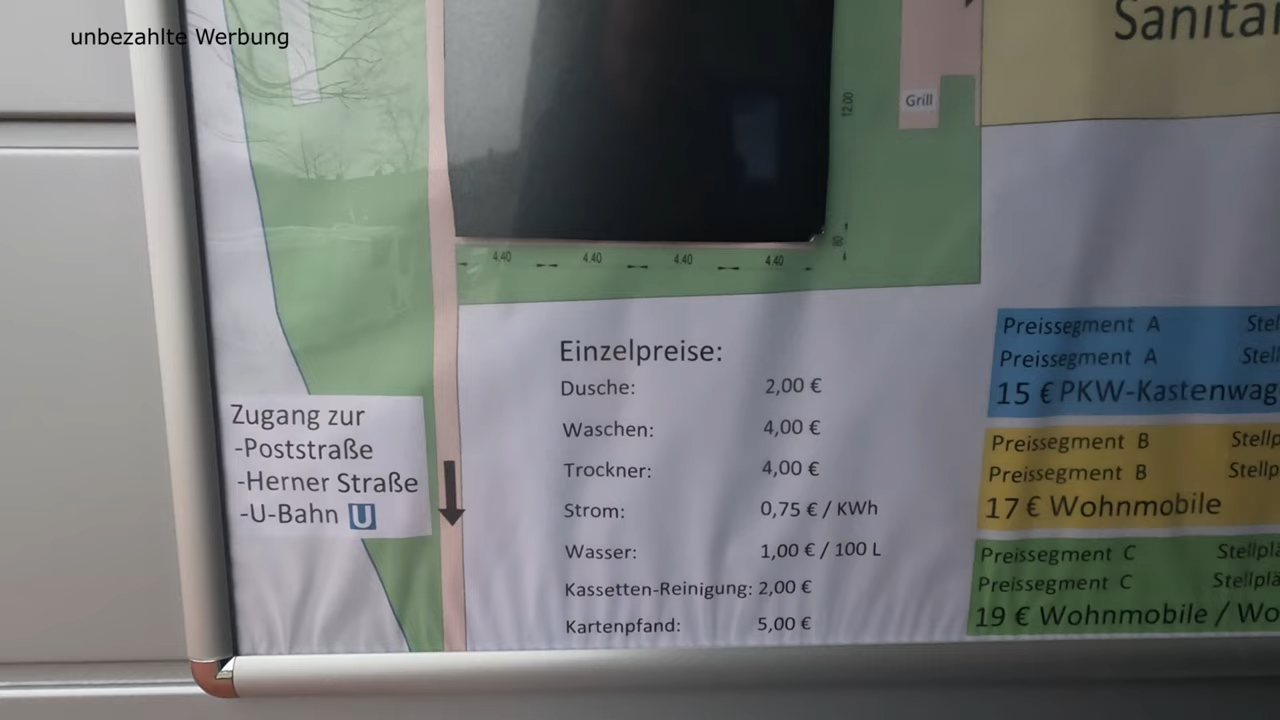 unbezahlte Werbung
Grill
12.00
80
4.40 4.40 4.40 4.40
Zugang zur
-Poststraße
-Herner Straße
-U-Bahn U
Einzelpreise:
Dusche: 2,00 €
Waschen: 4,00 €
Trockner: 4,00 €
Strom: 0,75 € / KWh
Wasser: 1,00 € / 100 L
Kassetten-Reinigung: 2,00 €
Kartenpfand: 5,00 €
Preissegment A
Preissegment A
15 € PKW-Kastenwag
Preissegment B
Preissegment B
17 € Wohnmobile
Preissegment C
Preissegment C
19 € Wohnmobile /